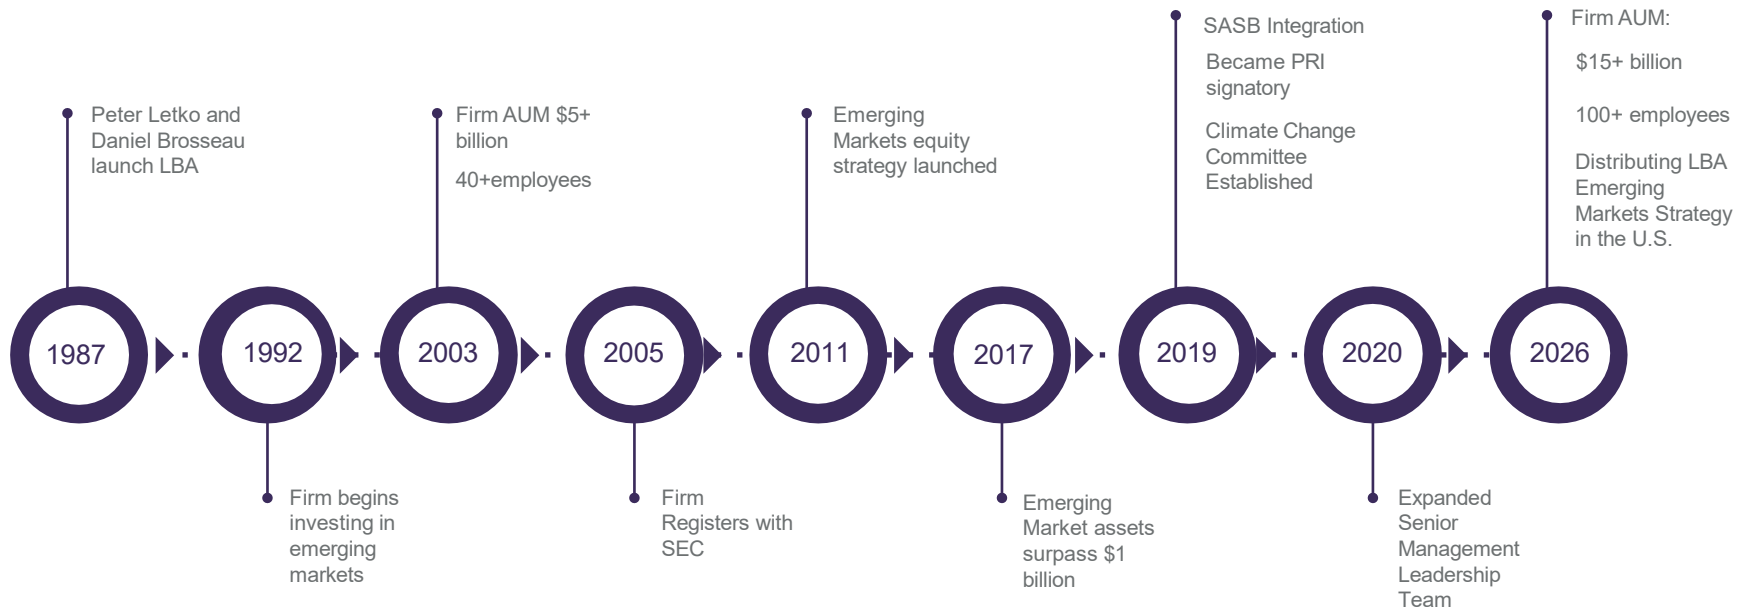 Peter Letko and
Daniel Brosseau
launch LBA
Firm AUM $5+
billion
40+employees
Emerging
Markets equity
strategy launched
SASB Integration
Became PRI
signatory
Climate Change
Committee
Established
Firm AUM:
$15+ billion
100+ employees
Distributing LBA
Emerging
Markets Strategy
in the U.S.
1987
1992
2003
2005
2011
2017
2019
2020
2026
Firm begins
investing in
emerging
markets
Firm
Registers with
SEC
Emerging
Market assets
surpass $1
billion
Expanded
Senior
Management
Leadership
Team